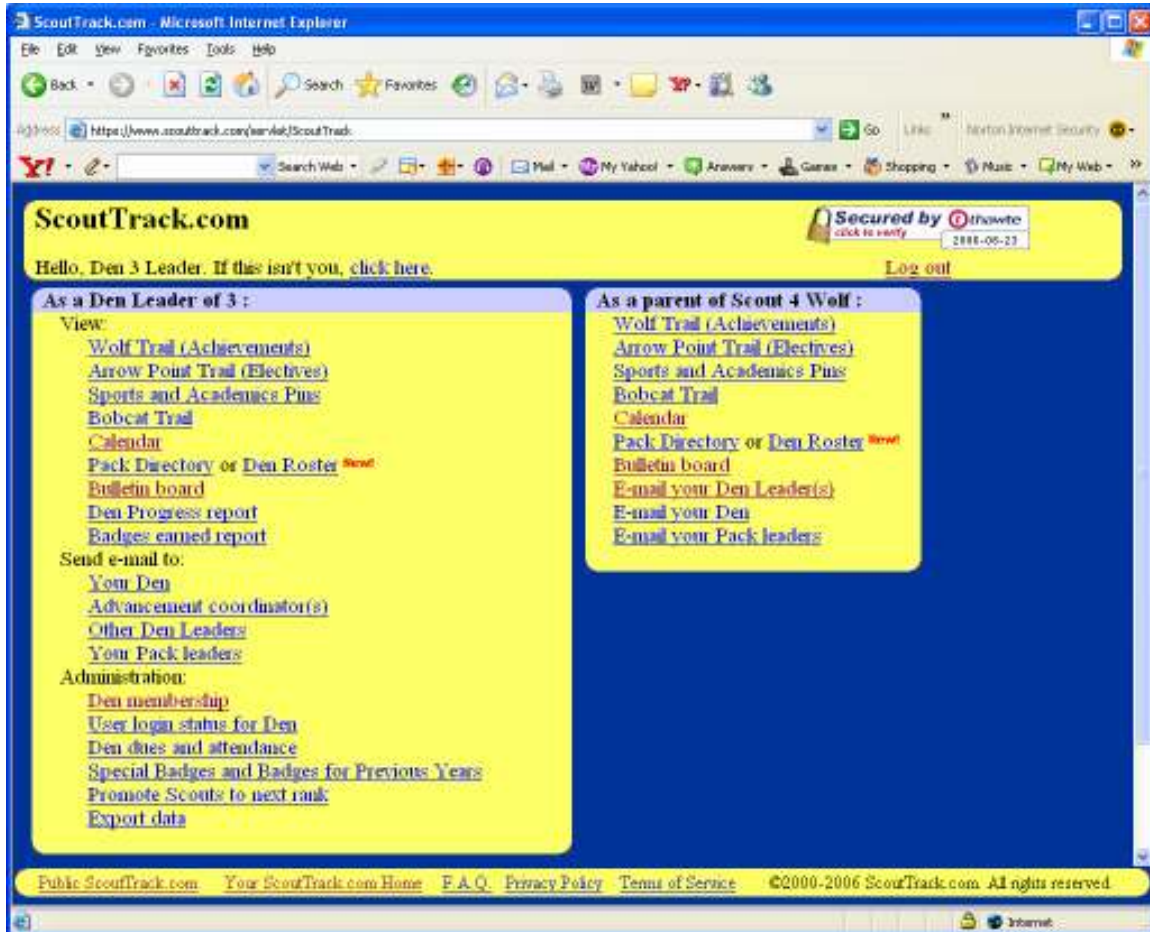 ScoutTrack.com - Microsoft Internet Explorer
File Edit View Favorites Tools Help
Back Search Favorites
Address https://www.scouttrack.com/servlet/ScoutTrack Go Links Norton Internet Security
Y! Search Web Mail My Yahoo! Answers Games Shopping Music My Web
ScoutTrack.com
Secured by thawte
click to verify
Hello, Den 3 Leader. If this isn't you, click here.
Log out
As a Den Leader of 3 :
View:
Wolf Trail (Achievements)
Arrow Point Trail (Electives)
Sports and Academics Pins
Bobcat Trail
Calendar
Pack Directory or Den Roster New!
Bulletin board
Den Progress report
Badges earned report
Send e-mail to:
Your Den
Advancement coordinator(s)
Other Den Leaders
Your Pack leaders
Administration:
Den membership
User login status for Den
Den dues and attendance
Special Badges and Badges for Previous Years
Promote Scouts to next rank
Export data
As a parent of Scout 4 Wolf :
Wolf Trail (Achievements)
Arrow Point Trail (Electives)
Sports and Academics Pins
Bobcat Trail
Calendar
Pack Directory or Den Roster New!
Bulletin board
E-mail your Den Leader(s)
E-mail your Den
E-mail your Pack leaders
Public ScoutTrack.com Your ScoutTrack.com Home F.A.Q. Privacy Policy Terms of Service ©2000-2006 ScoutTrack.com. All rights reserved.
Internet